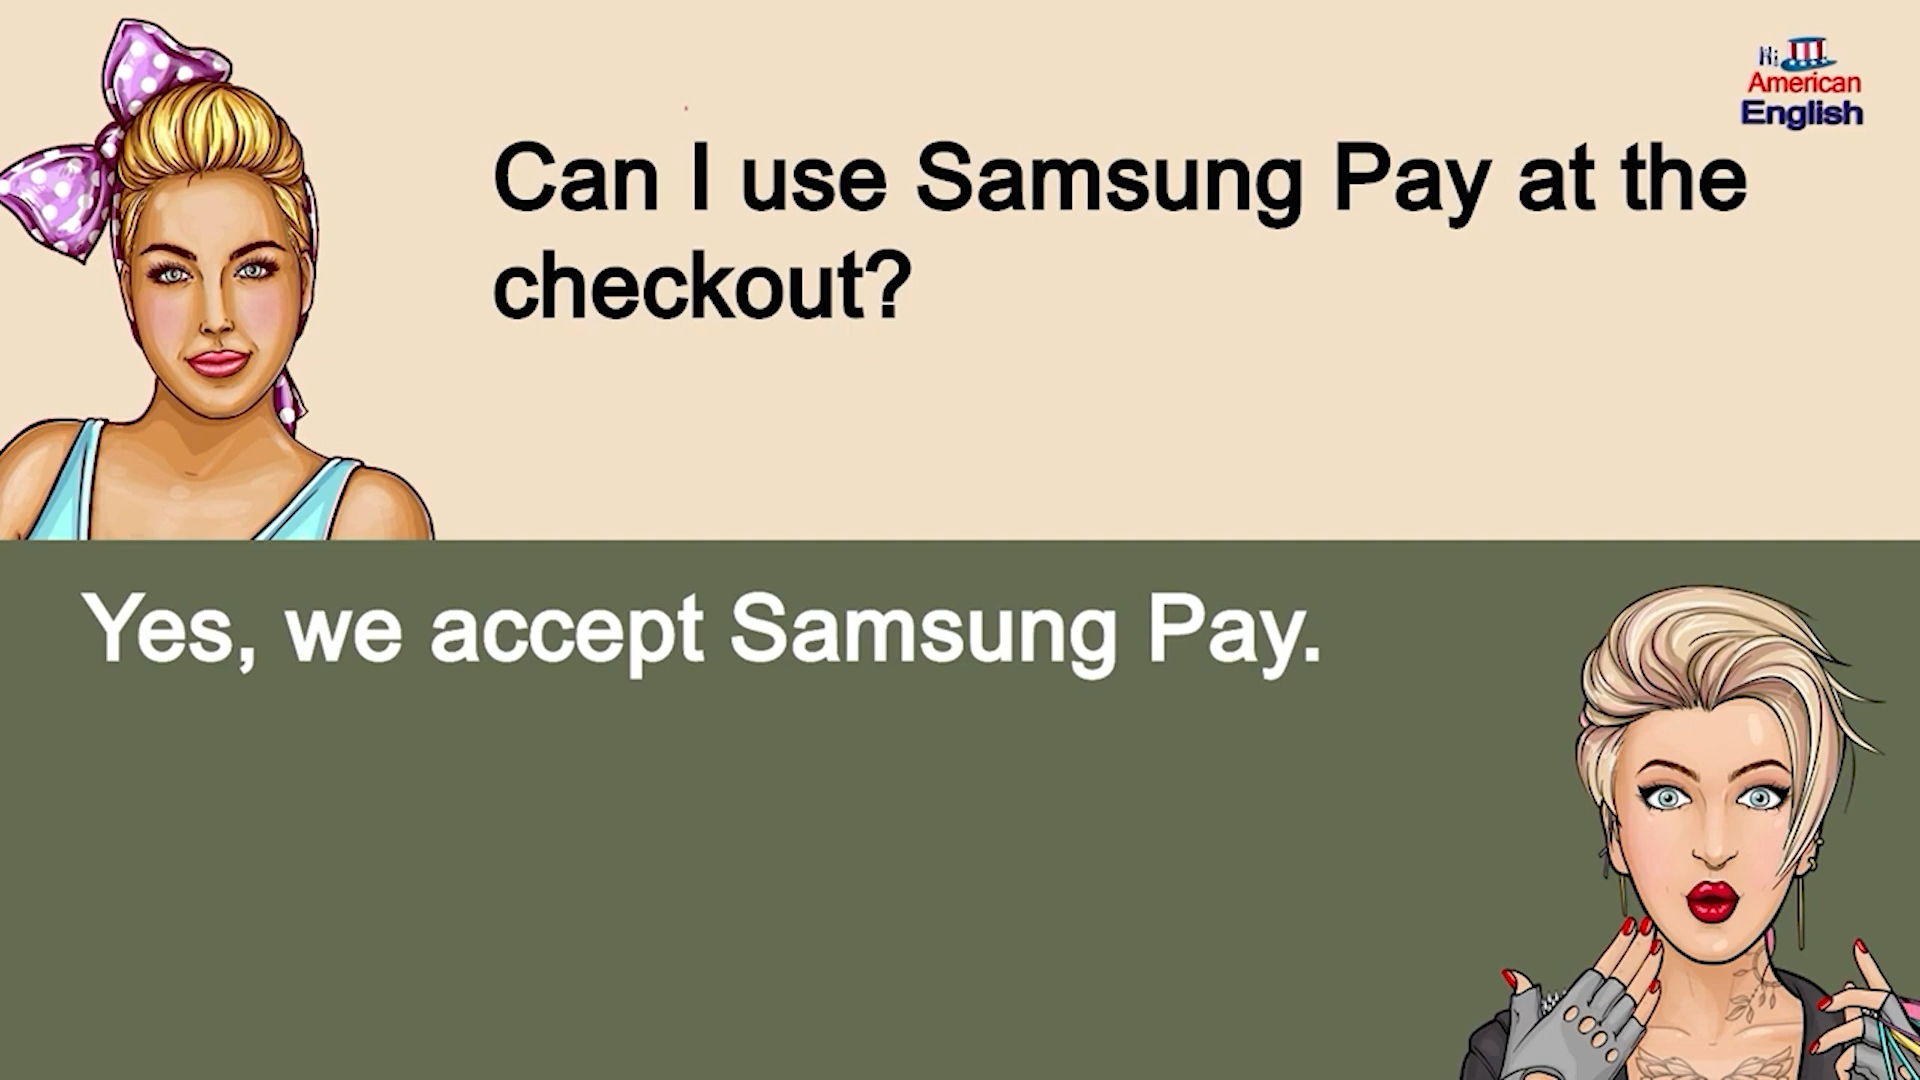 Hi
American
English
Can I use Samsung Pay at the
checkout?
Yes, we accept Samsung Pay.